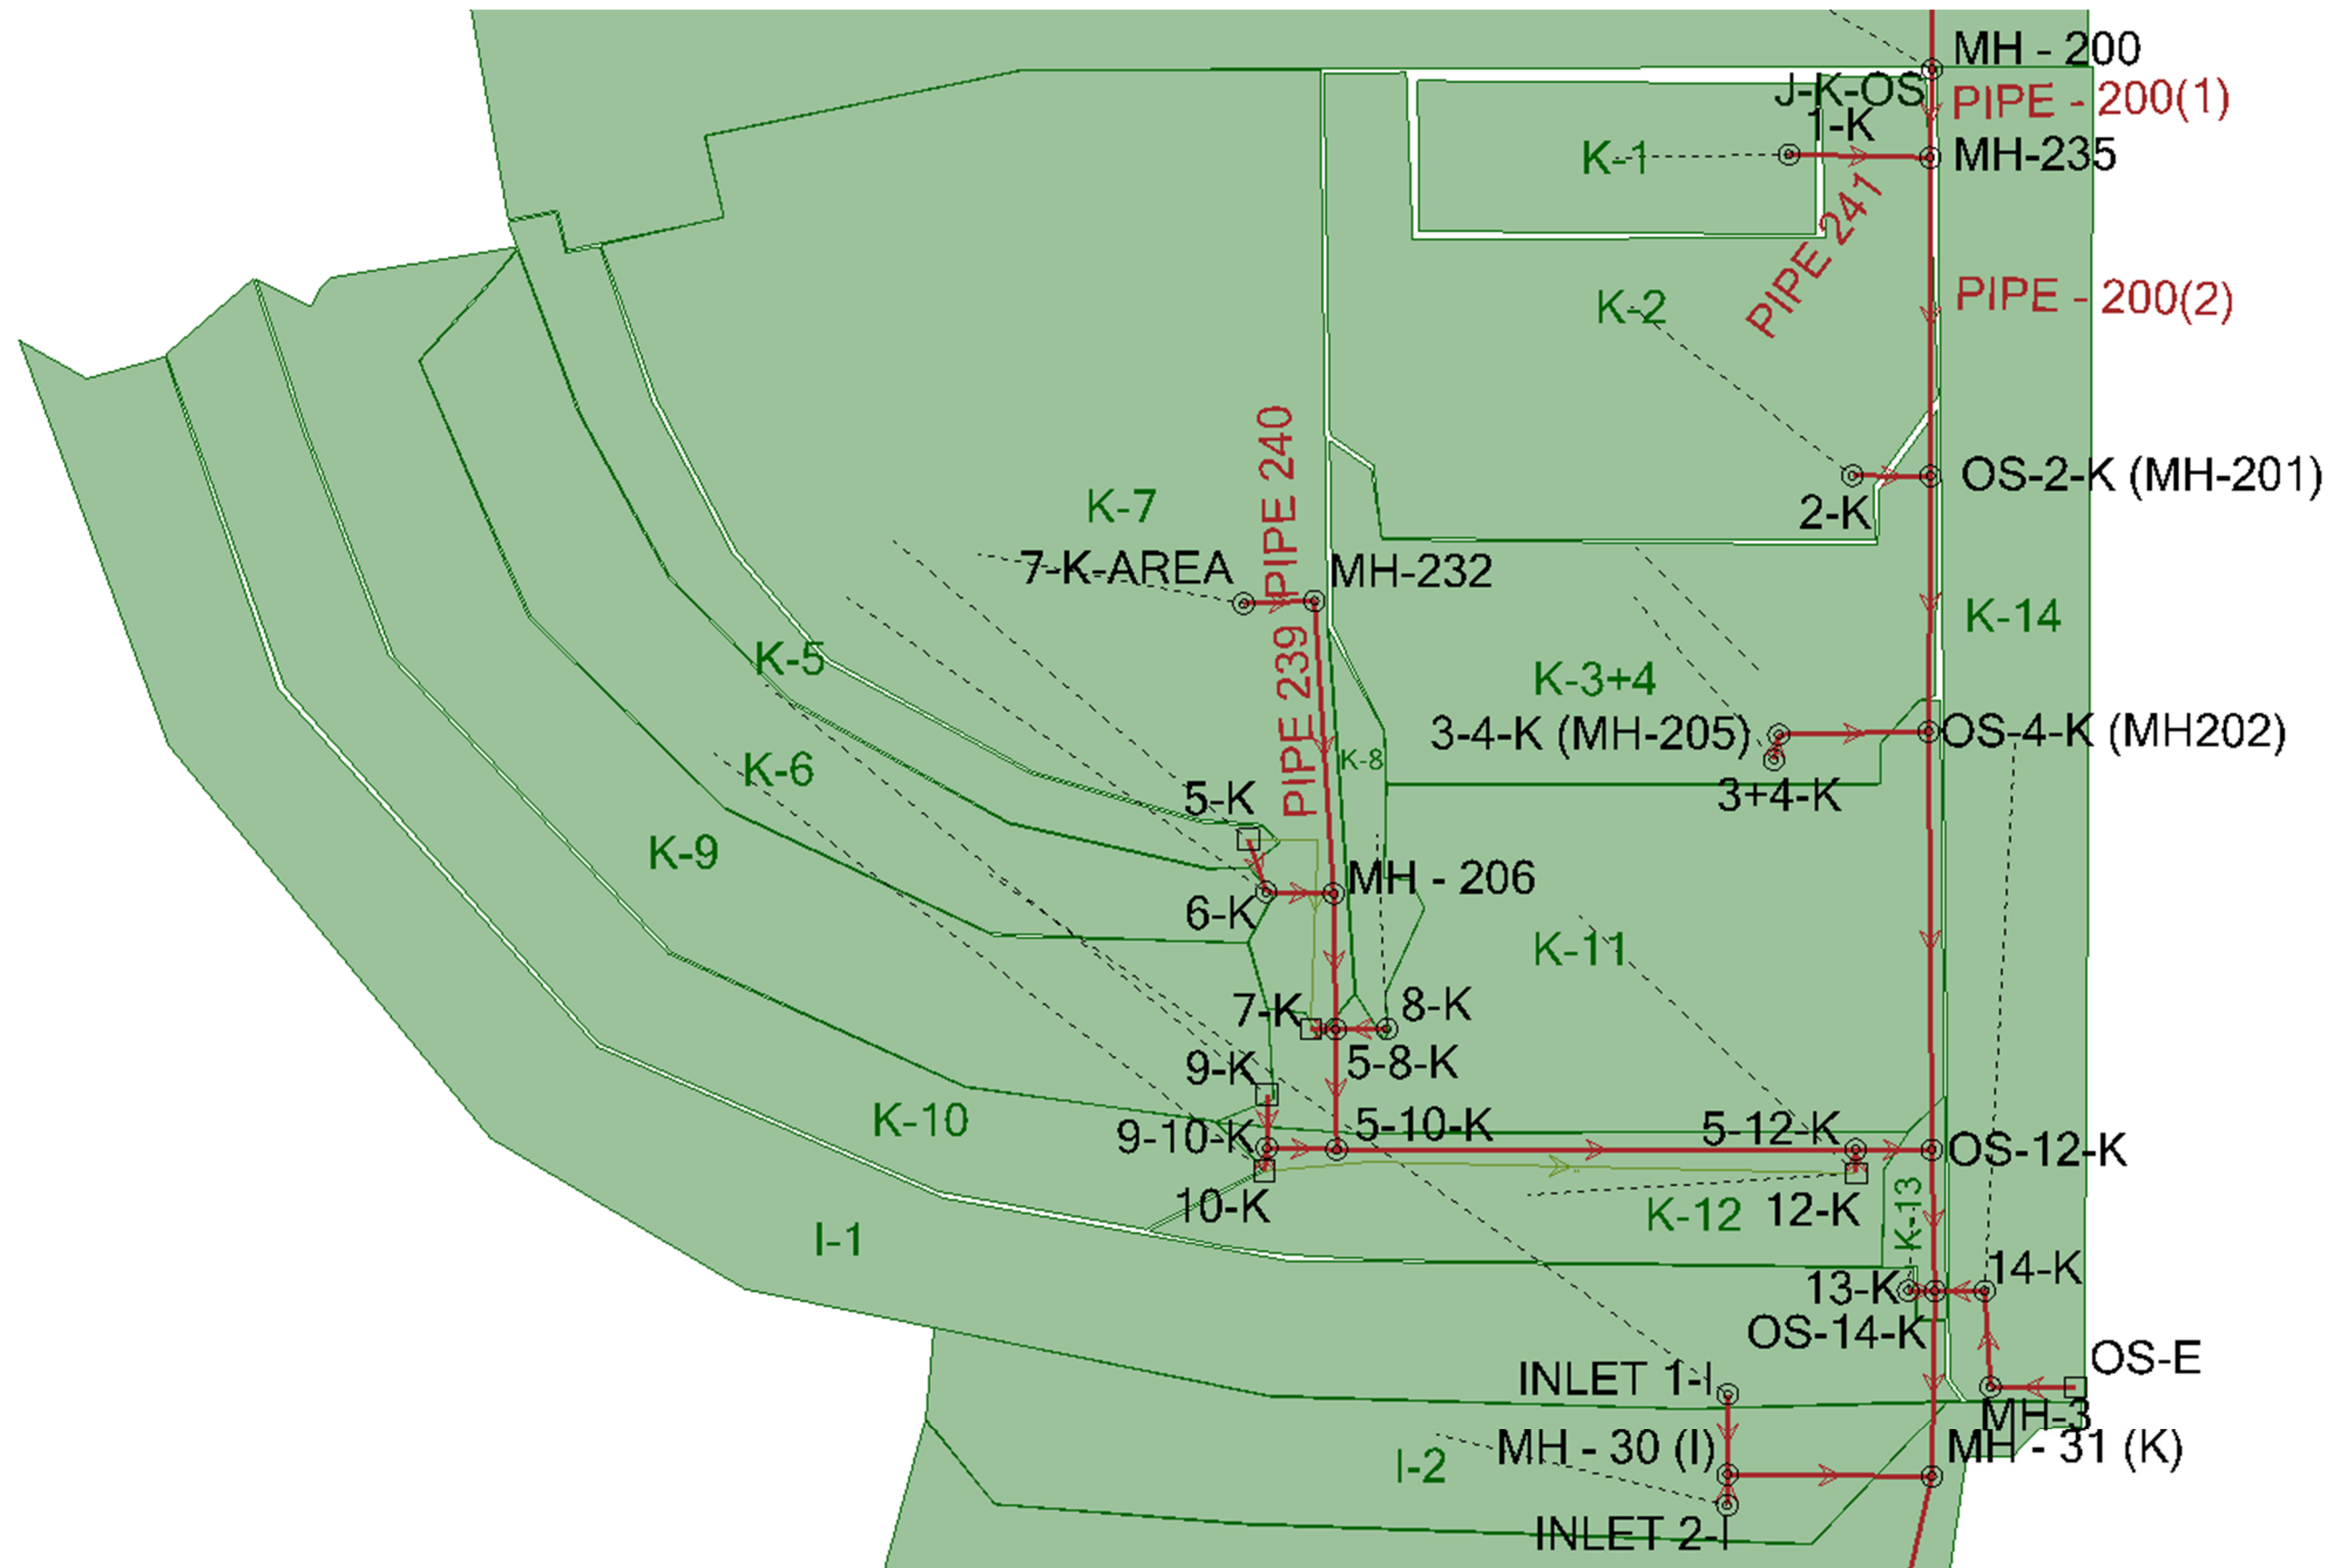 MH - 200
J-K-OS
PIPE - 200(1)
1-K
K-1
MH-235
PIPE 241
K-2
PIPE - 200(2)
OS-2-K (MH-201)
2-K
PIPE 240
K-7
7-K-AREA
MH-232
K-14
K-5
PIPE 239
K-3+4
3-4-K (MH-205)
OS-4-K (MH202)
K-8
K-6
5-K
3+4-K
K-9
MH - 206
6-K
K-11
7-K
8-K
9-K
5-8-K
K-10
9-10-K
5-10-K
5-12-K
OS-12-K
10-K
K-12
12-K
K-13
I-1
13-K
14-K
OS-14-K
OS-E
INLET 1-I
MH-3
MH - 30 (I)
MH - 31 (K)
I-2
INLET 2-I